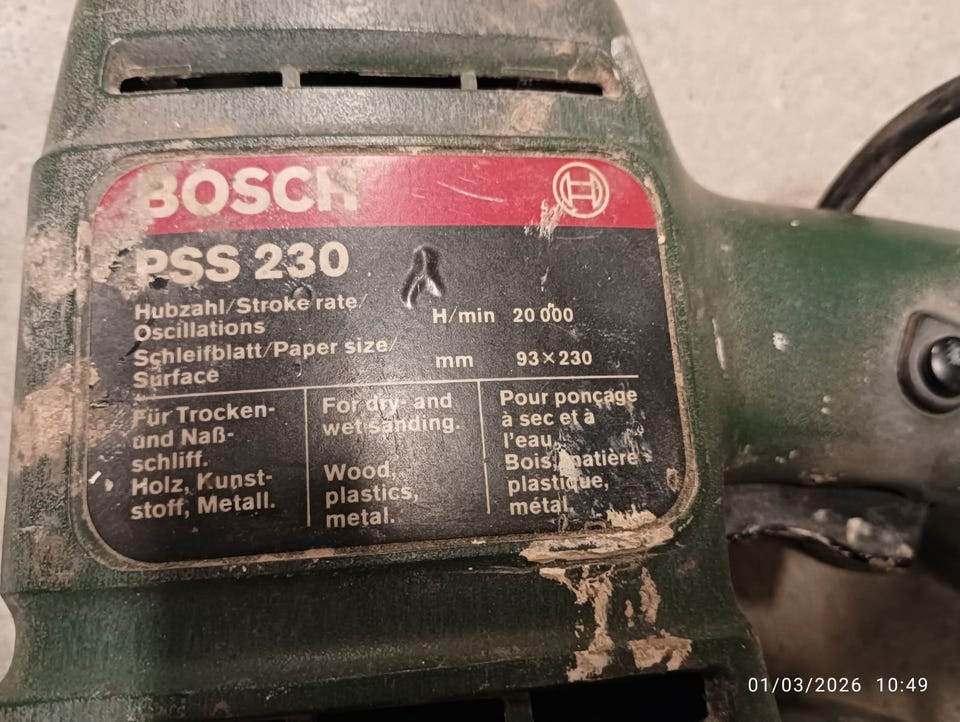 BOSCH
PSS 230
Hubzahl/Stroke rate/
Oscillations
H/min 20 000
Schleifblatt/Paper size/
Surface
mm 93×230
Für Trocken-
und Naß-
schliff.
Holz, Kunst-
stoff, Metall.
For dry- and
wet sanding.
Wood,
plastics,
metal.
Pour ponçage
à sec et à
l'eau.
Bois, matière
plastique,
métal.
01/03/2026 10:49